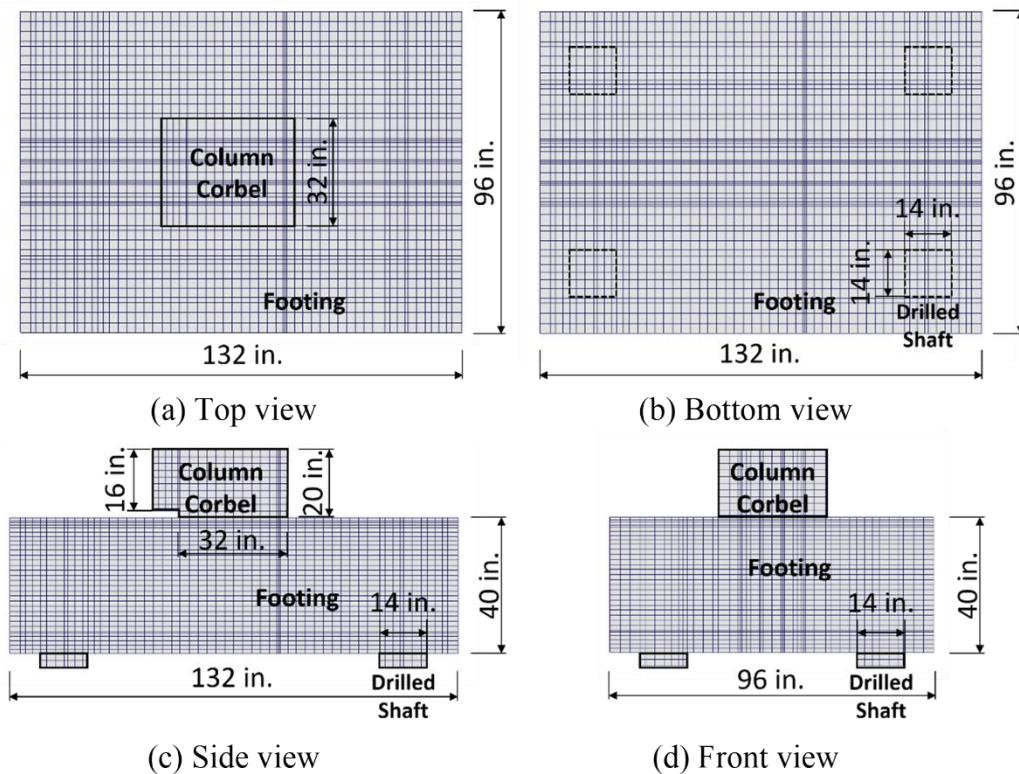 Column
Corbel
32 in.
96 in.
Footing
132 in.
(a) Top view
96 in.
14 in.
14 in.
Footing
Drilled
Shaft
132 in.
(b) Bottom view
16 in.
Column
Corbel
20 in.
32 in.
Footing
14 in.
40 in.
132 in.
Drilled
Shaft
(c) Side view
Column
Corbel
Footing
14 in.
40 in.
96 in.
Drilled
Shaft
(d) Front view